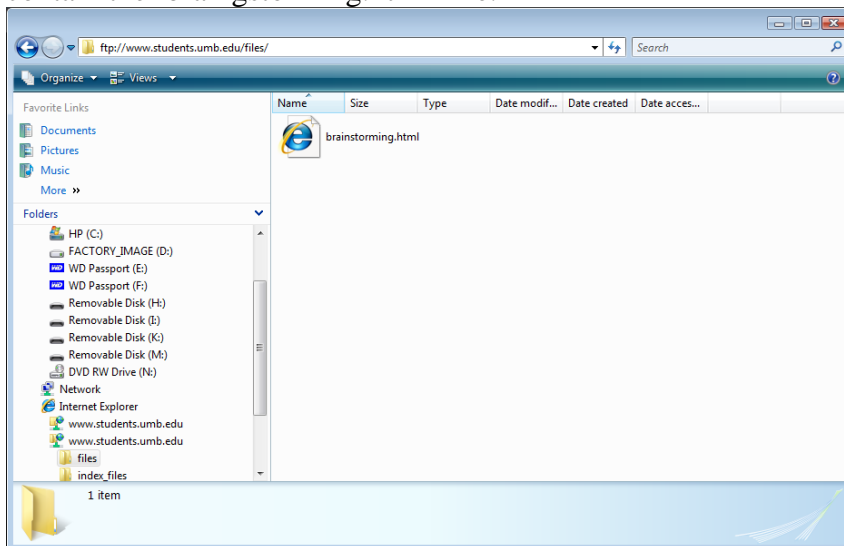 ftp://www.students.umb.edu/files/
Search
Organize Views
Favorite Links
Documents
Pictures
Music
More »
Folders
HP (C:)
FACTORY_IMAGE (D:)
WD Passport (E:)
WD Passport (F:)
Removable Disk (H:)
Removable Disk (I:)
Removable Disk (K:)
Removable Disk (M:)
DVD RW Drive (N:)
Network
Internet Explorer
www.students.umb.edu
www.students.umb.edu
files
index_files
Name Size Type Date modif... Date created Date acces...
brainstorming.html
1 item